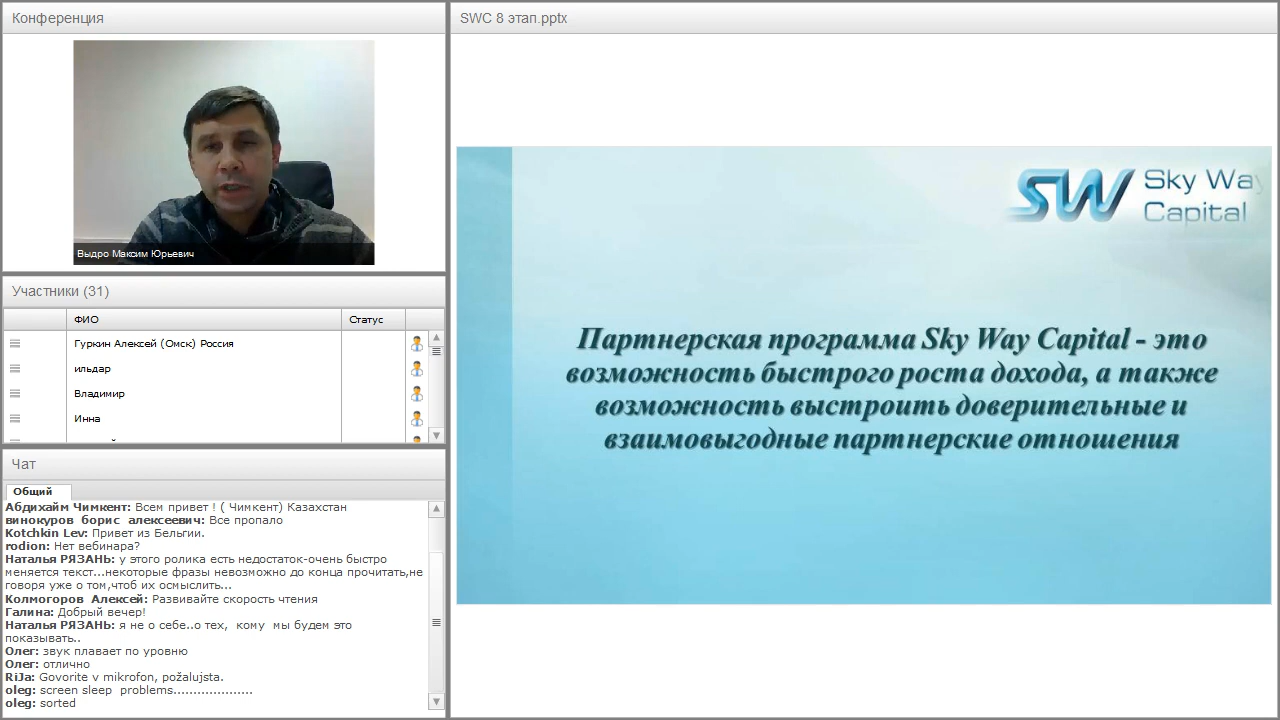 Конференция
Выдро Максим Юрьевич
Участники (31)
ФИО
Статус
Гуркин Алексей (Омск) Россия
ильдар
Владимир
Инна
Чат
Общий
Абдихайм Чимкент: Всем привет ! ( Чимкент) Казахстан
винокуров борис алексеевич: Все пропало
Kotchkin Lev: Привет из Бельгии.
rodion: Нет вебинара?
Наталья РЯЗАНЬ: у этого ролика есть недостаток-очень быстро
меняется текст...некоторые фразы невозможно до конца прочитать,не
говоря уже о том,чтоб их осмыслить...
Колмогоров Алексей: Развивайте скорость чтения
Галина: Добрый вечер!
Наталья РЯЗАНЬ: я не о себе..о тех, кому мы будем это
показывать..
Олег: звук плавает по уровню
Олег: отлично
RiJa: Govorite v mikrofon, požalujsta.
oleg: screen sleep problems....................
oleg: sorted
SWC 8 этап.pptx
SW Sky Way
Capital
Партнерская программа Sky Way Capital - это
возможность быстрого роста дохода, а также
возможность выстроить доверительные и
взаимовыгодные партнерские отношения